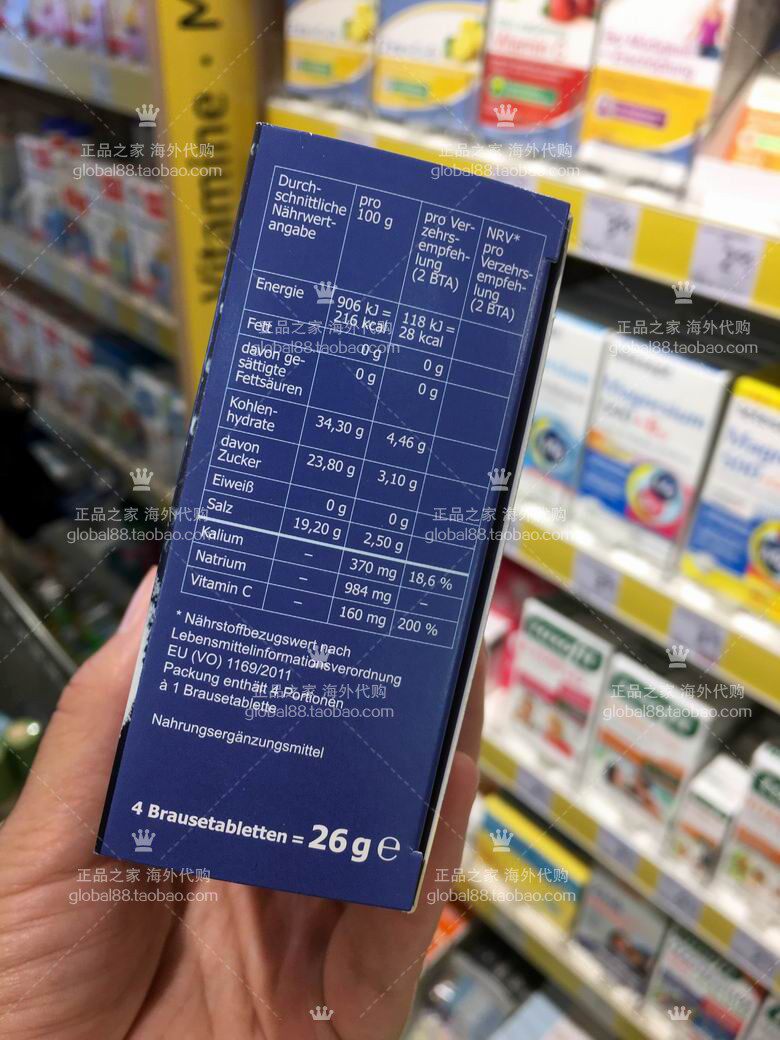 Vitamine · M
正品之家 海外代购
global88.taobao.com
Durch-
schnittliche
Nährwert-
angabe
pro
100 g
pro Ver-
zehrs-
empfeh-
lung
(2 BTA)
NRV*
pro
Verzehrs-
empfeh-
lung
(2 BTA)
Energie
906 kJ =
216 kcal
118 kJ =
28 kcal
Fett
0 g
0 g
davon ge-
sättigte
Fettsäuren
0 g
0 g
Kohlen-
hydrate
34,30 g
4,46 g
davon
Zucker
23,80 g
3,10 g
Eiweiß
0 g
0 g
Salz
19,20 g
2,50 g
Kalium
–
370 mg
18,6 %
Natrium
–
984 mg
–
Vitamin C
–
160 mg
200 %
* Nährstoffbezugswert nach
Lebensmittelinformationsverordnung
EU (VO) 1169/2011
Packung enthält 4 Portionen
à 1 Brausetablette
Nahrungsergänzungsmittel
4 Brausetabletten = 26 g e